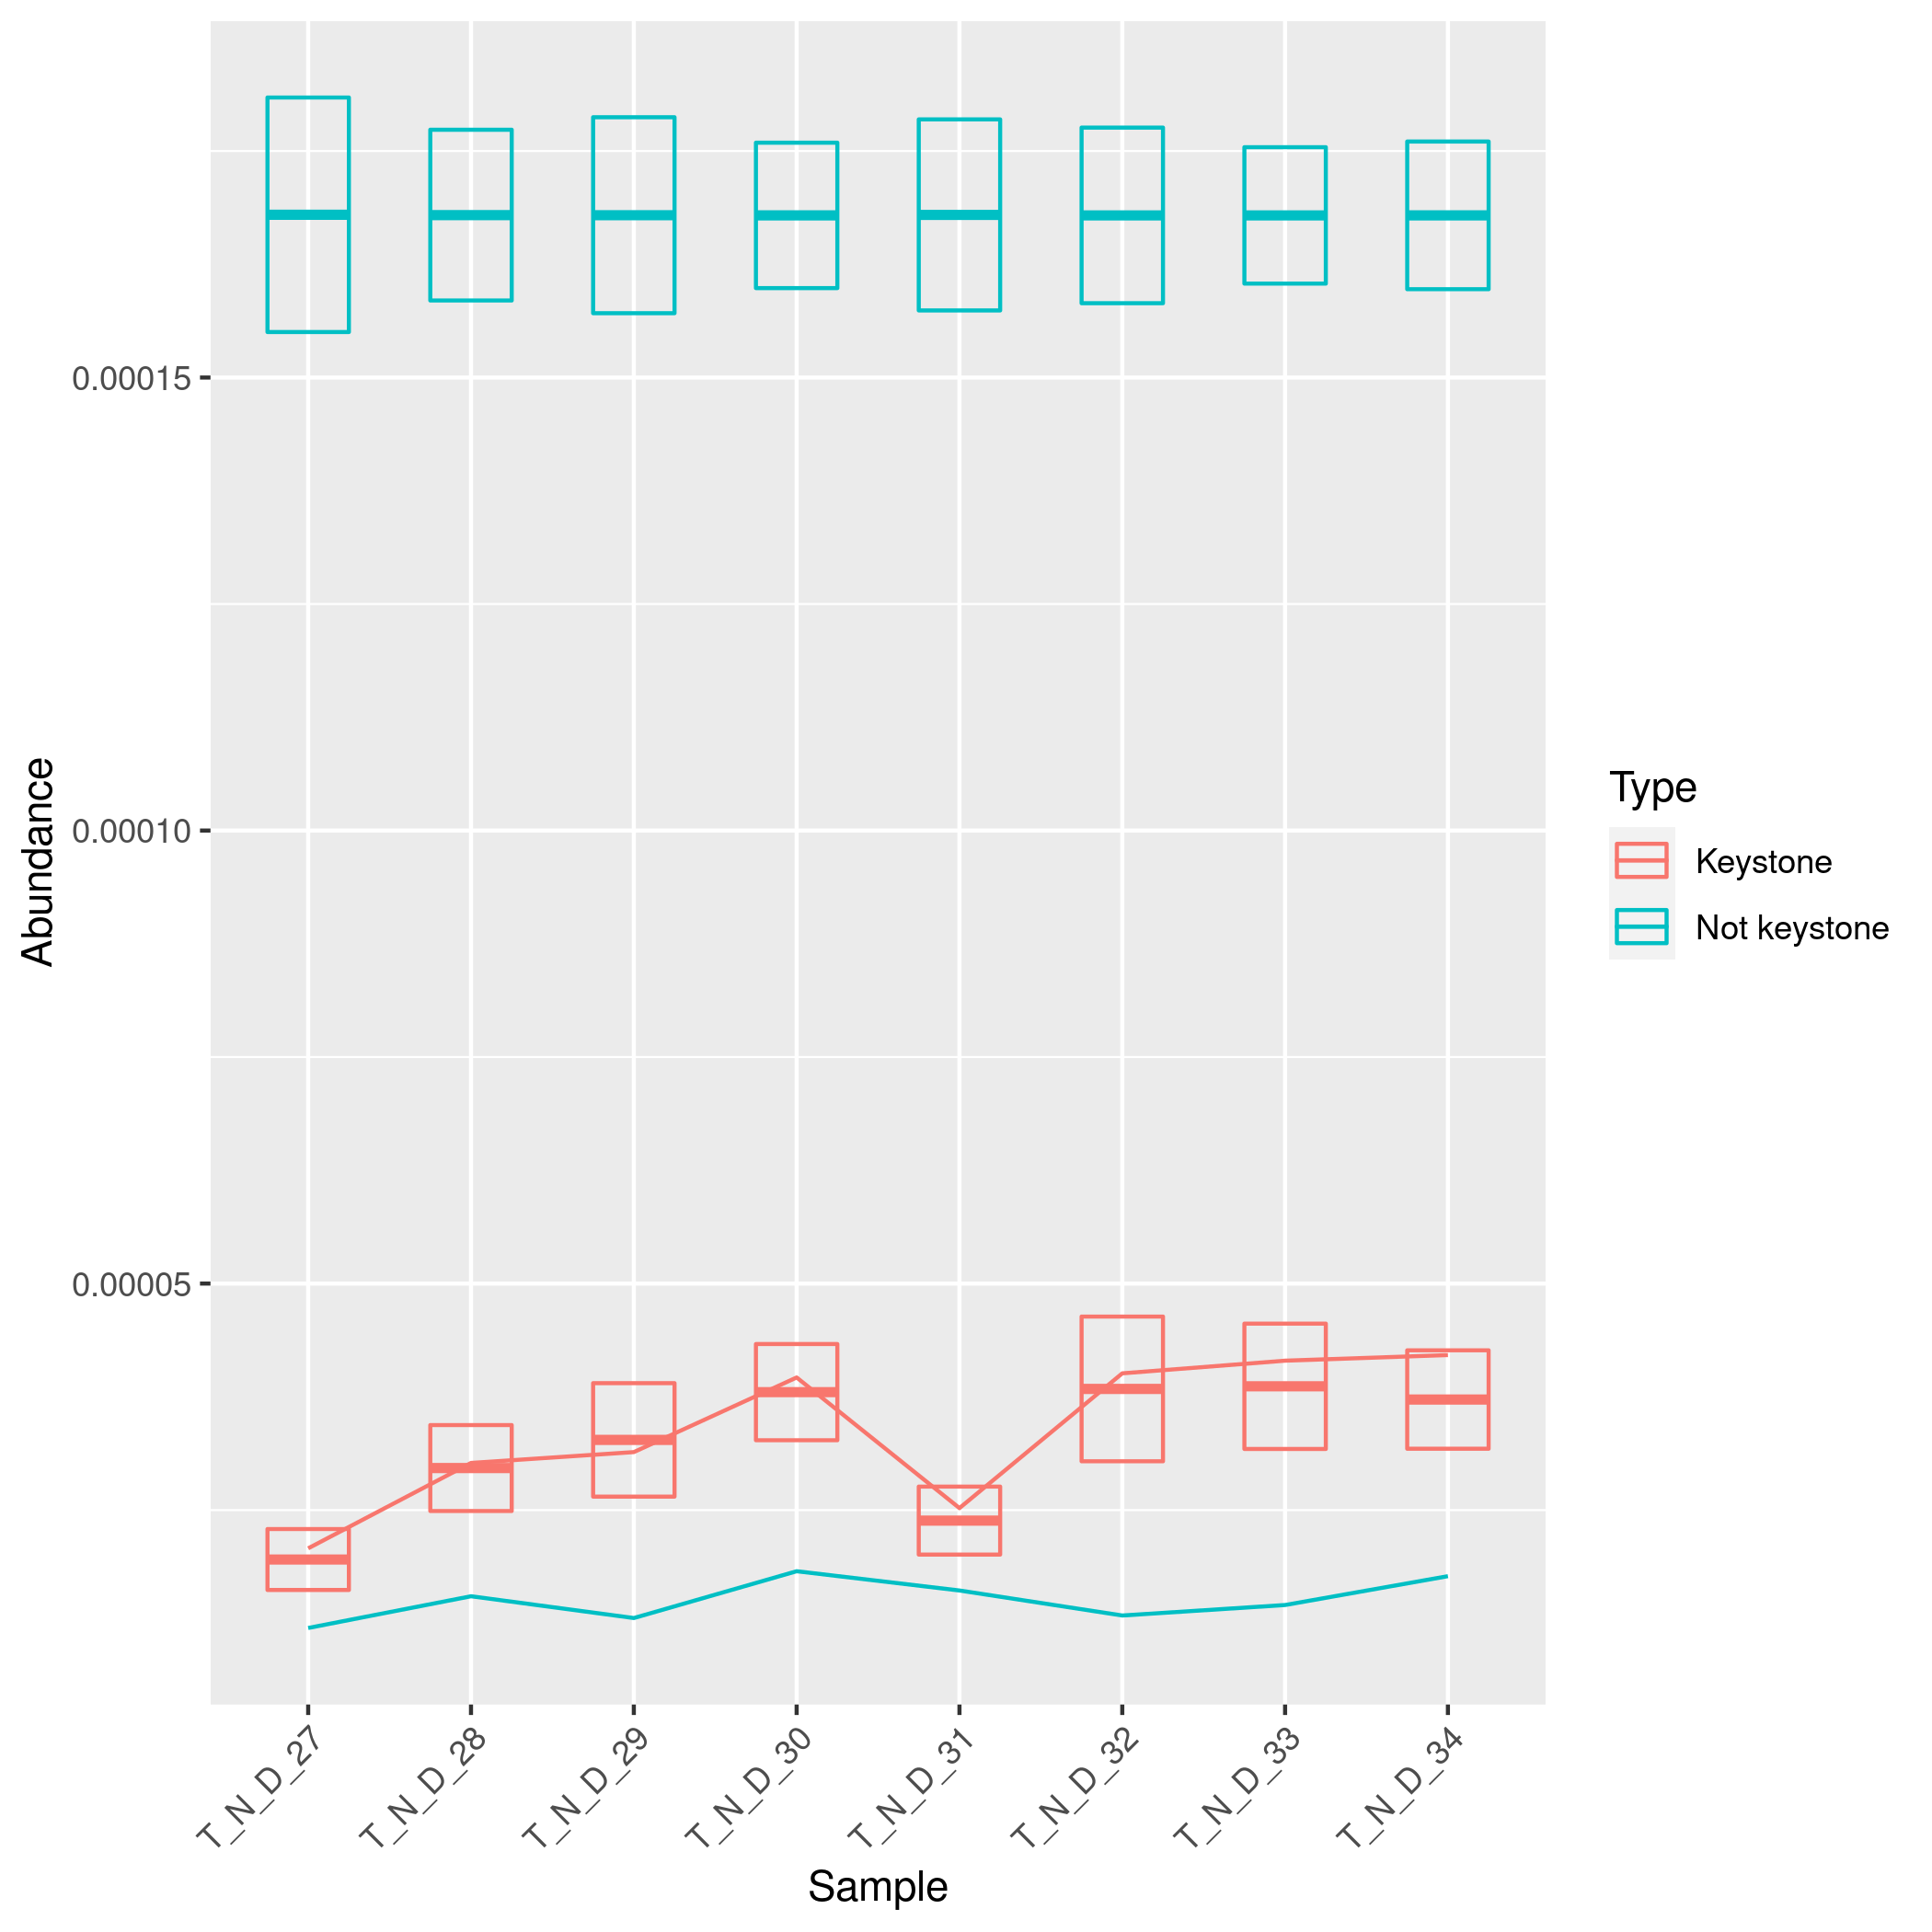 Abundance
0.00015
0.00010
0.00005
T_N_D_27
T_N_D_28
T_N_D_29
T_N_D_30
T_N_D_31
T_N_D_32
T_N_D_33
T_N_D_34
Sample
Type
Keystone
Not keystone